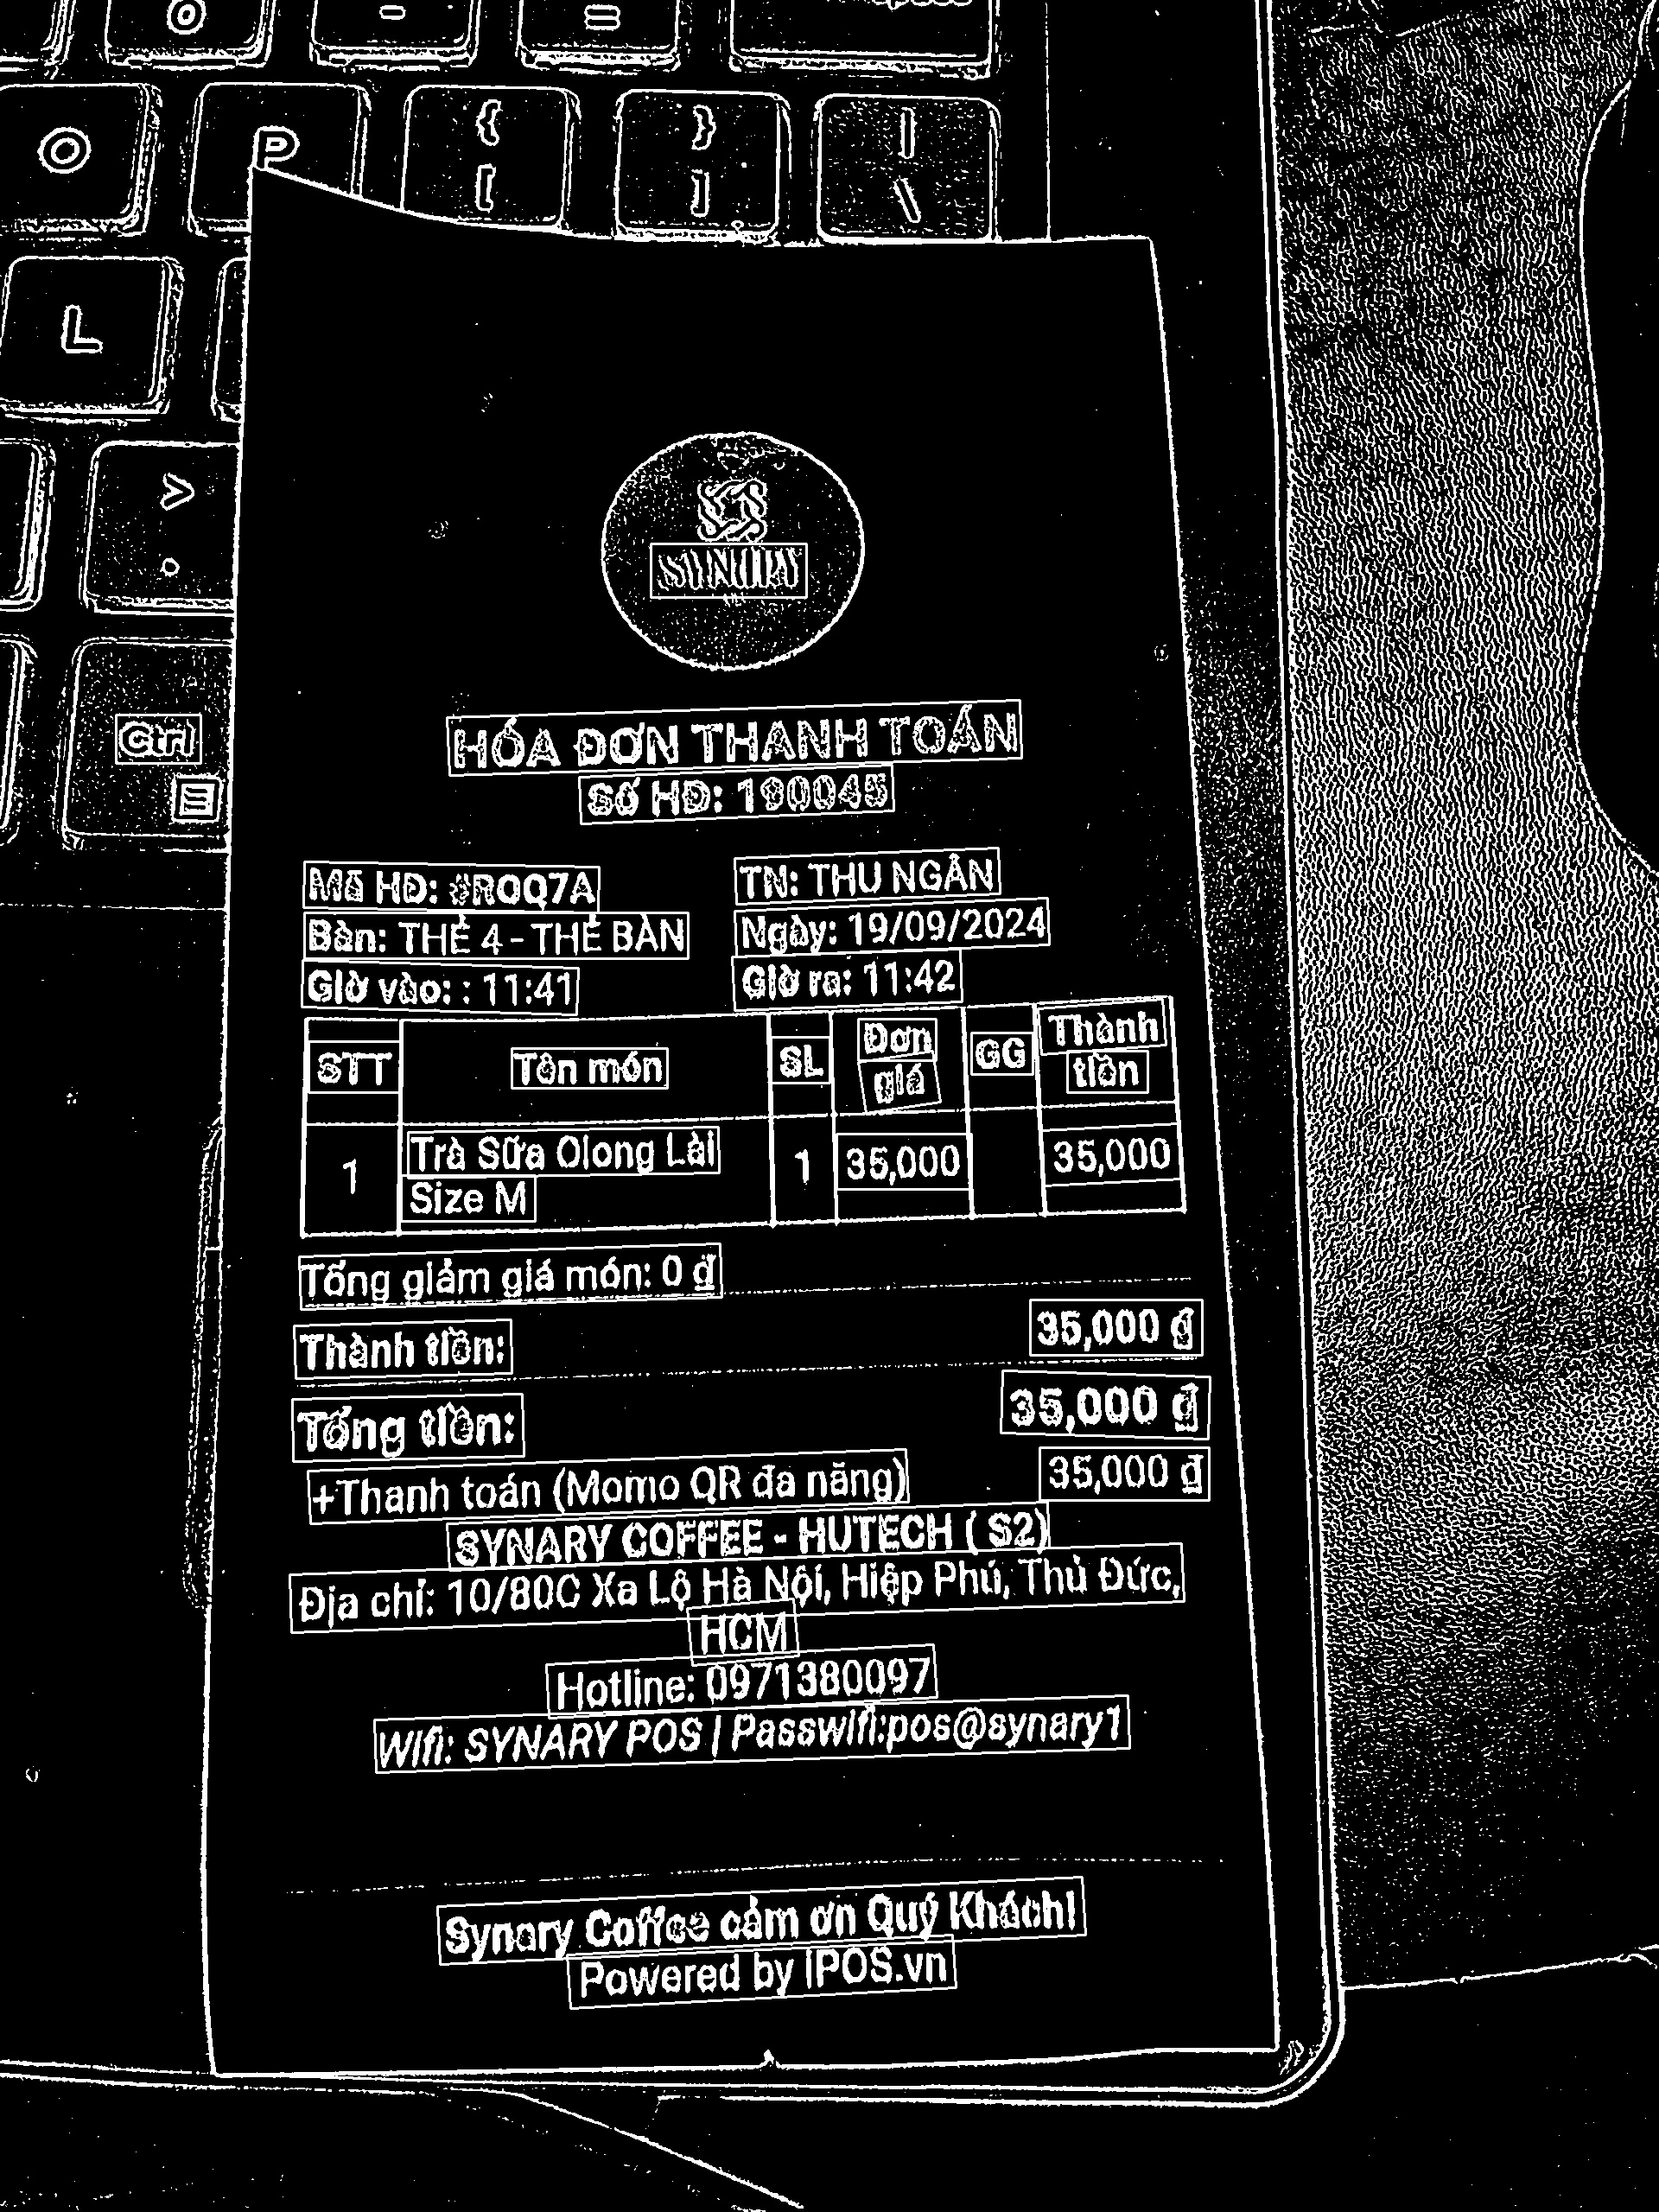 O - =
O P { } |
[ ] \
L
>
.
Ctrl
SYNARY
HÓA ĐƠN THANH TOÁN
Số HĐ: 190045
Mã HĐ: #ROQ7A TN: THU NGÂN
Bàn: THẺ 4 - THẺ BÀN Ngày: 19/09/2024
Giờ vào: : 11:41 Giờ ra: 11:42
STT Tên món SL Đơn giá GG Thành tiền
1 Trà Sữa Olong Lài 1 35,000 35,000
Size M
Tổng giảm giá món: 0 ₫
Thành tiền: 35,000 ₫
Tổng tiền: 35,000 ₫
+Thanh toán (Momo QR đa năng) 35,000 ₫
SYNARY COFFEE - HUTECH ( S2)
Địa chỉ: 10/80C Xa Lộ Hà Nội, Hiệp Phú, Thủ Đức,
HCM
Hotline: 0971380097
Wifi: SYNARY POS | Passwifi:pos@synary1
Synary Coffee cảm ơn Quý Khách!
Powered by iPOS.vn